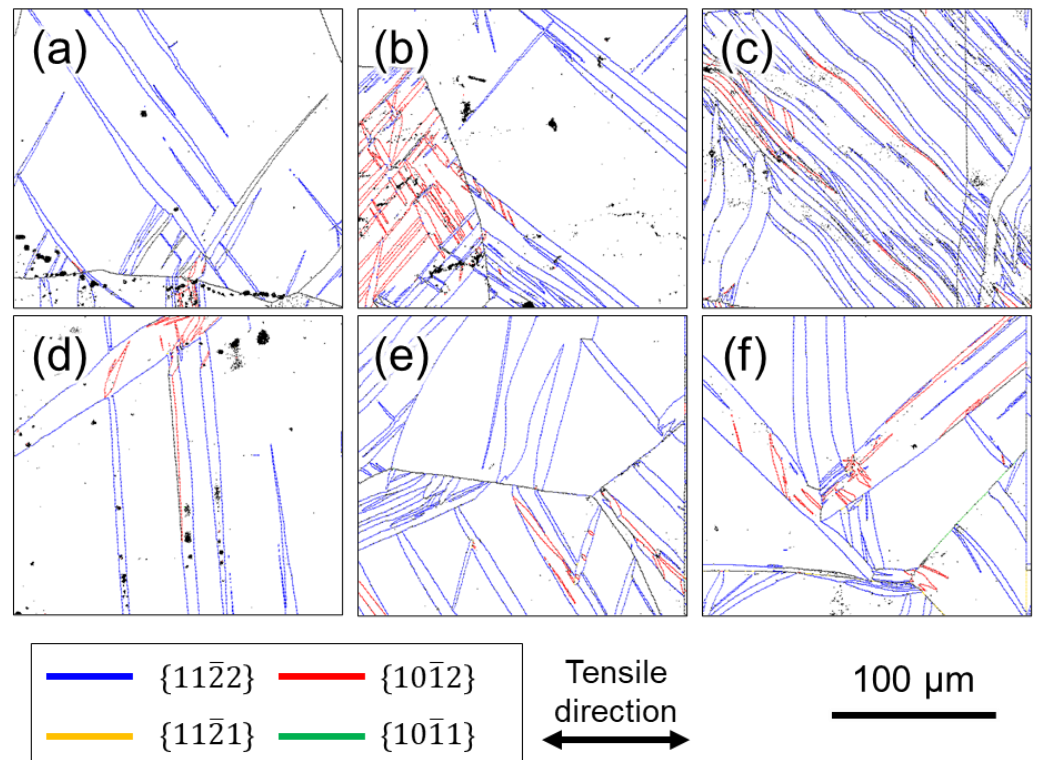 (a) (b) (c)
(d) (e) (f)
{112̅2} {101̅2}
Tensile
direction
100 μm
{112̅1} {101̅1}